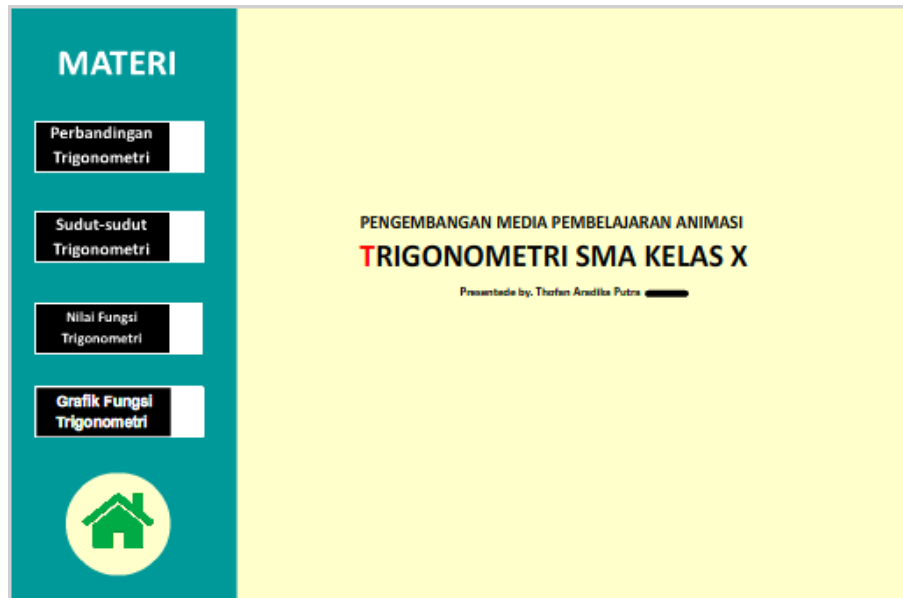 MATERI
Perbandingan
Trigonometri
Sudut-sudut
Trigonometri
Nilai Fungsi
Trigonometri
Grafik Fungsi
Trigonometri
PENGEMBANGAN MEDIA PEMBELAJARAN ANIMASI
TRIGONOMETRI SMA KELAS X
Presentede by. Thofan Aradika Putra